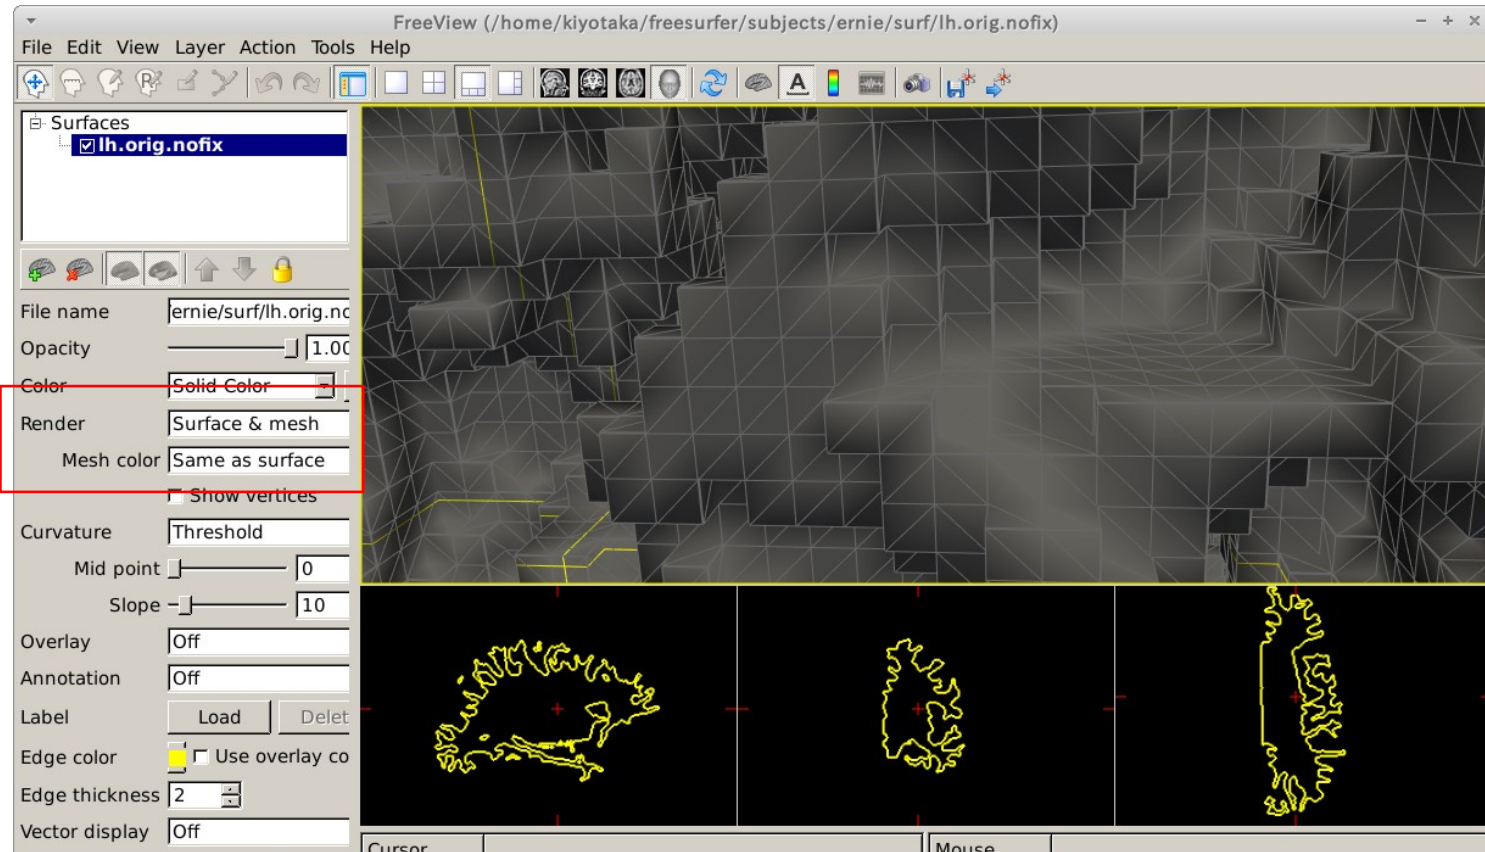 FreeView (/home/kiyotaka/freesurfer/subjects/ernie/surf/lh.orig.nofix)
File Edit View Layer Action Tools Help
Surfaces
lh.orig.nofix
File name /ernie/surf/lh.orig.no
Opacity 1.00
Color Solid Color
Render Surface & mesh
Mesh color Same as surface
Show vertices
Curvature Threshold
Mid point 0
Slope 10
Overlay Off
Annotation Off
Label Load Delet
Edge color Use overlay co
Edge thickness 2
Vector display Off
Cursor Mouse